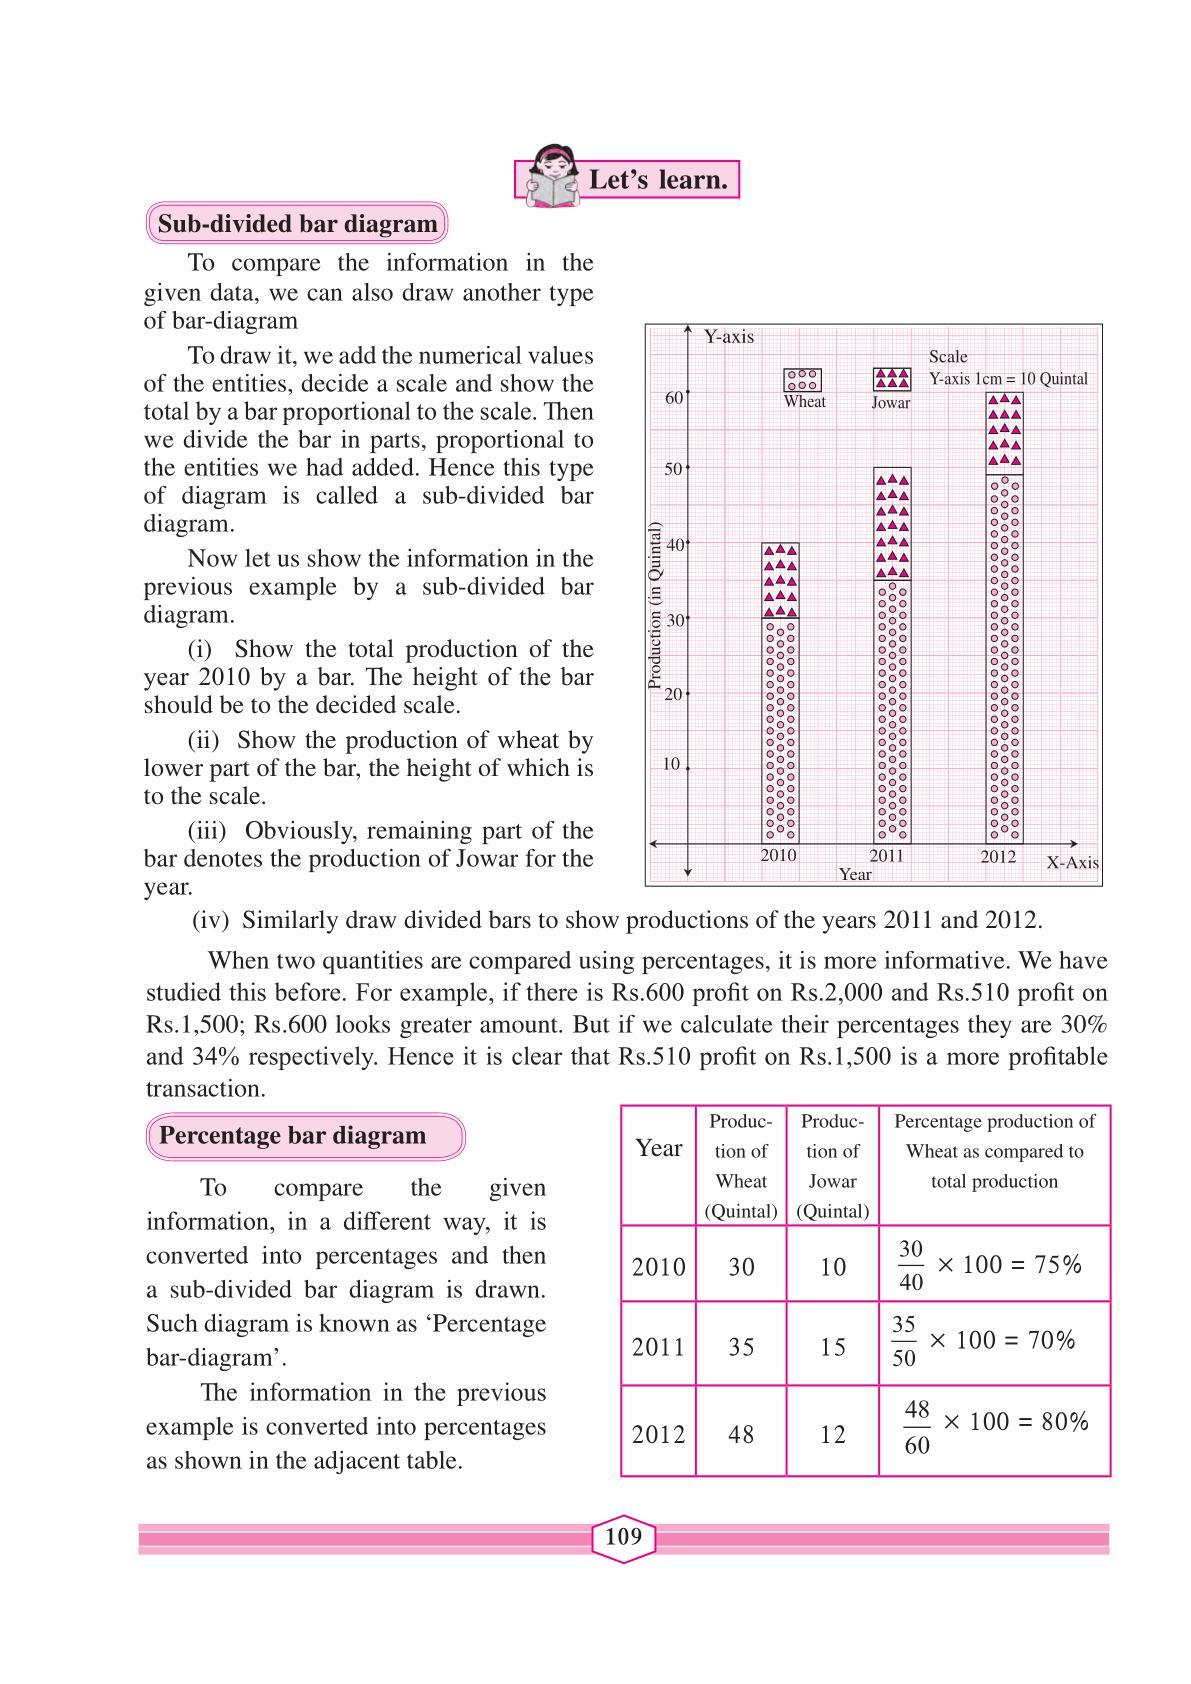 Let’s learn.
Sub-divided bar diagram
To compare the information in the
given data, we can also draw another type
of bar-diagram
To draw it, we add the numerical values
of the entities, decide a scale and show the
total by a bar proportional to the scale. Then
we divide the bar in parts, proportional to
the entities we had added. Hence this type
of diagram is called a sub-divided bar
diagram.
Now let us show the information in the
previous example by a sub-divided bar
diagram.
(i) Show the total production of the
year 2010 by a bar. The height of the bar
should be to the decided scale.
(ii) Show the production of wheat by
lower part of the bar, the height of which is
to the scale.
(iii) Obviously, remaining part of the
bar denotes the production of Jowar for the
year.
Y-axis
Scale
Y-axis 1cm = 10 Quintal
Wheat
Jowar
60
50
40
30
20
10
Production (in Quintal)
2010
2011
2012
X-Axis
Year
(iv) Similarly draw divided bars to show productions of the years 2011 and 2012.
When two quantities are compared using percentages, it is more informative. We have
studied this before. For example, if there is Rs.600 profit on Rs.2,000 and Rs.510 profit on
Rs.1,500; Rs.600 looks greater amount. But if we calculate their percentages they are 30%
and 34% respectively. Hence it is clear that Rs.510 profit on Rs.1,500 is a more profitable
transaction.
Percentage bar diagram
To compare the given
information, in a different way, it is
converted into percentages and then
a sub-divided bar diagram is drawn.
Such diagram is known as ‘Percentage
bar-diagram’.
The information in the previous
example is converted into percentages
as shown in the adjacent table.
Year
Produc-
tion of
Wheat
(Quintal)
Produc-
tion of
Jowar
(Quintal)
Percentage production of
Wheat as compared to
total production
2010 30 10 30/40 × 100 = 75%
2011 35 15 35/50 × 100 = 70%
2012 48 12 48/60 × 100 = 80%
109